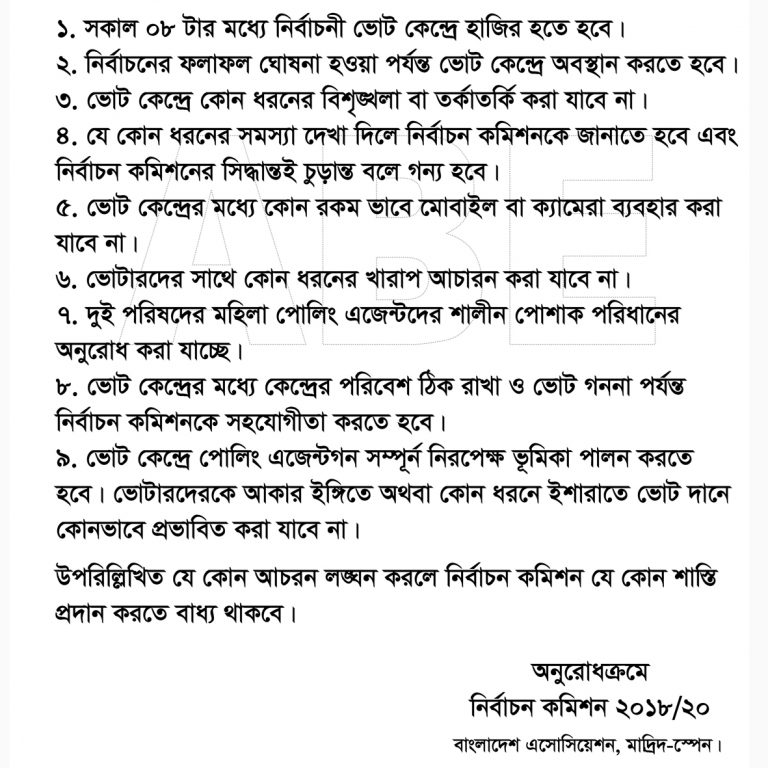 ১. সকাল ০৮ টার মধ্যে নির্বাচনী ভোট কেন্দ্রে হাজির হতে হবে।
২. নির্বাচনের ফলাফল ঘোষনা হওয়া পর্যন্ত ভোট কেন্দ্রে অবস্থান করতে হবে।
৩. ভোট কেন্দ্রে কোন ধরনের বিশৃঙ্খলা বা তর্কাতর্কি করা যাবে না।
৪. যে কোন ধরনের সমস্যা দেখা দিলে নির্বাচন কমিশনকে জানাতে হবে এবং
নির্বাচন কমিশনের সিদ্ধান্তই চুড়ান্ত বলে গন্য হবে।
৫. ভোট কেন্দ্রের মধ্যে কোন রকম ভাবে মোবাইল বা ক্যামেরা ব্যবহার করা
যাবে না।
৬. ভোটারদের সাথে কোন ধরনের খারাপ আচারন করা যাবে না।
৭. দুই পরিষদের মহিলা পোলিং এজেন্টদের শালীন পোশাক পরিধানের
অনুরোধ করা যাচ্ছে।
৮. ভোট কেন্দ্রের মধ্যে কেন্দ্রের পরিবেশ ঠিক রাখা ও ভোট গননা পর্যন্ত
নির্বাচন কমিশনকে সহযোগীতা করতে হবে।
৯. ভোট কেন্দ্রে পোলিং এজেন্টগন সম্পূর্ন নিরপেক্ষ ভূমিকা পালন করতে
হবে। ভোটারদেরকে আকার ইঙ্গিতে অথবা কোন ধরনে ইশারাতে ভোট দানে
কোনভাবে প্রভাবিত করা যাবে না।
উপরিল্লিখিত যে কোন আচরন লঙ্ঘন করলে নির্বাচন কমিশন যে কোন শাস্তি
প্রদান করতে বাধ্য থাকবে।
অনুরোধক্রমে
নির্বাচন কমিশন ২০১৮/২০
বাংলাদেশ এসোসিয়েশন, মাদ্রিদ-স্পেন।
ABE